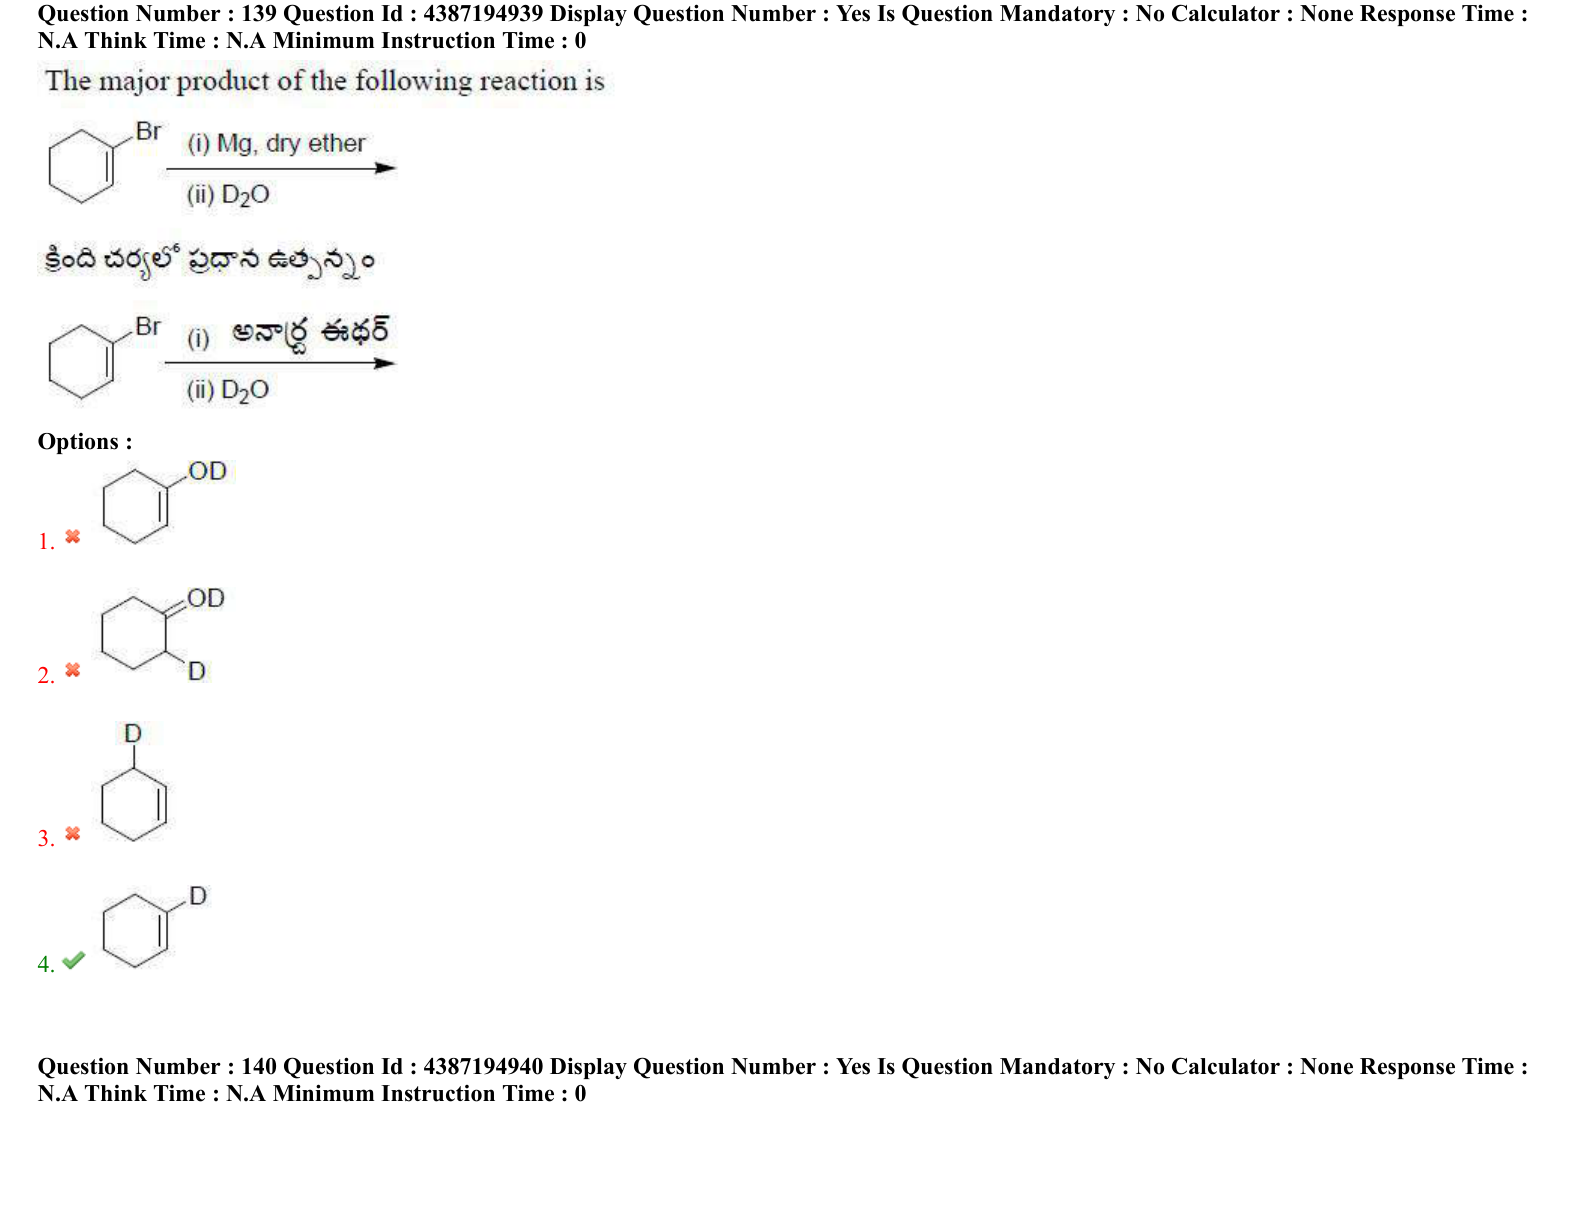 Question Number : 139 Question Id : 4387194939 Display Question Number : Yes Is Question Mandatory : No Calculator : None Response Time :
N.A Think Time : N.A Minimum Instruction Time : 0
The major product of the following reaction is
Br
(i) Mg, dry ether
(ii) D2O
క్రింది చర్యలో ప్రధాన ఉత్పన్నం
Br
(i) అనార్ద్ర ఈథర్
(ii) D2O
Options :
OD
1.
OD
D
2.
D
3.
D
4.
Question Number : 140 Question Id : 4387194940 Display Question Number : Yes Is Question Mandatory : No Calculator : None Response Time :
N.A Think Time : N.A Minimum Instruction Time : 0